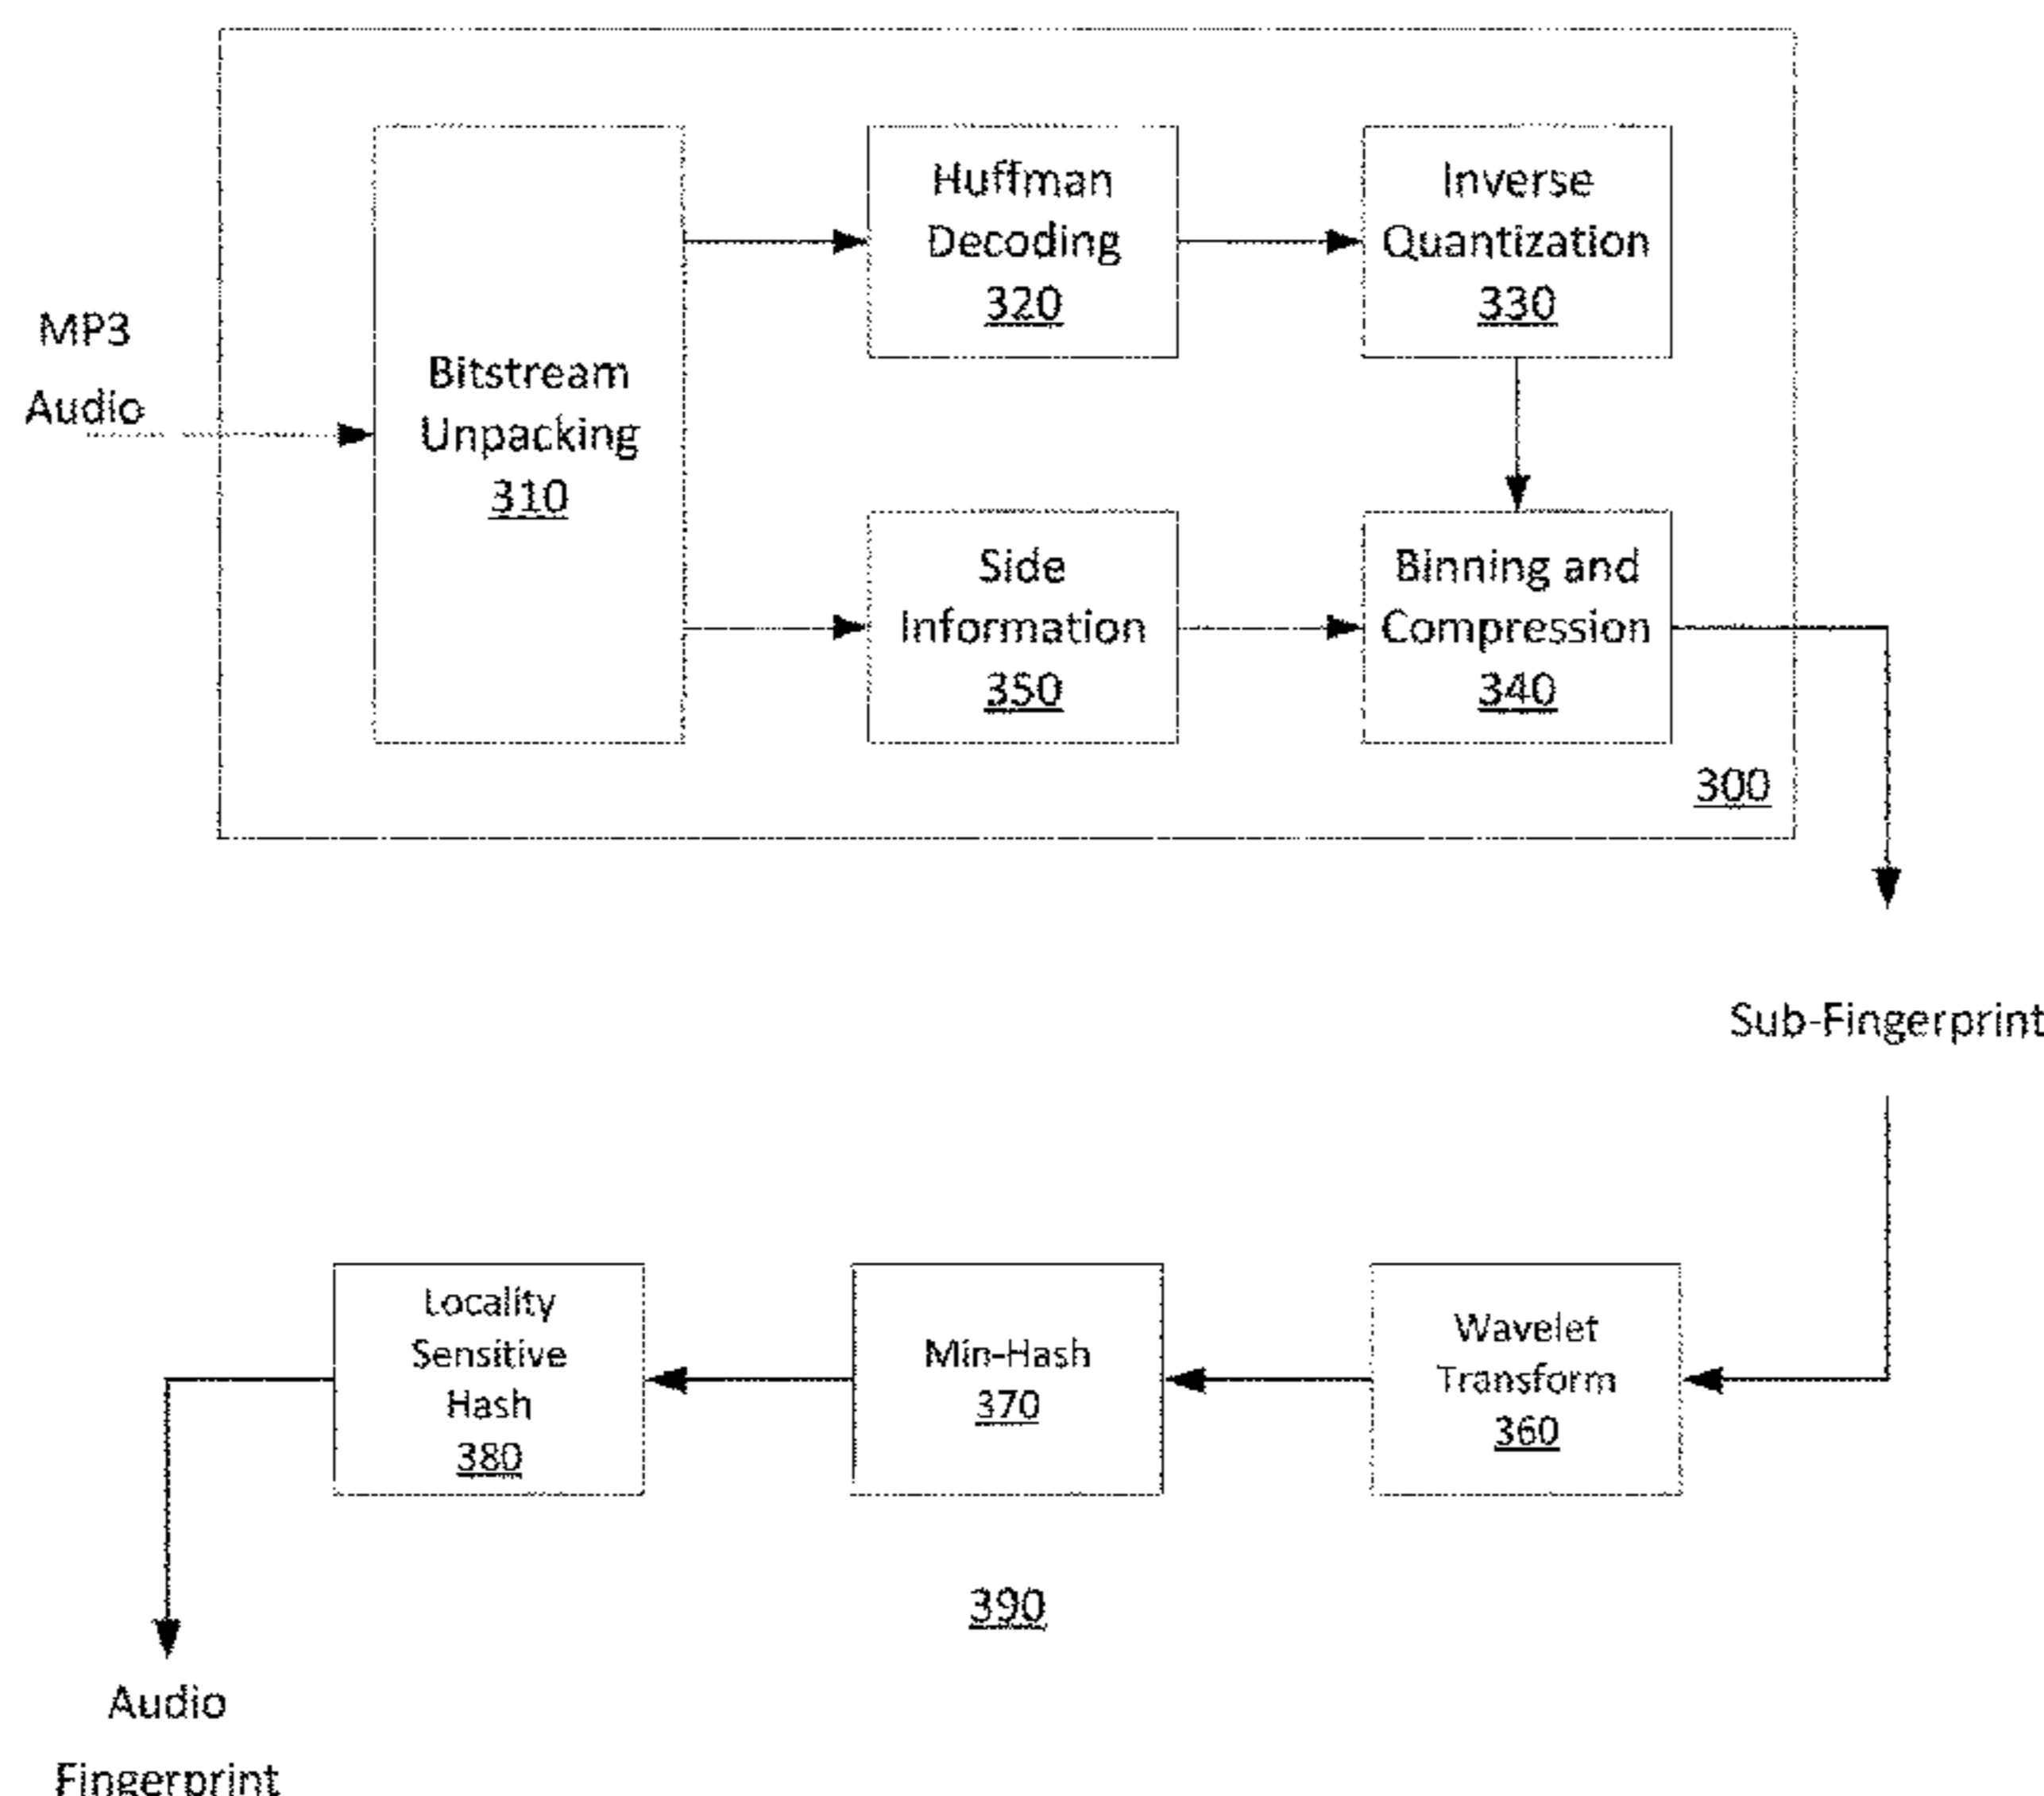 MP3
Audio
Bitstream
Unpacking
310
Huffman
Decoding
320
Inverse
Quantization
330
Side
Information
350
Binning and
Compression
340
300
Sub-Fingerprint
Locality
Sensitive
Hash
380
Min-Hash
370
Wavelet
Transform
360
390
Audio
Fingerprint